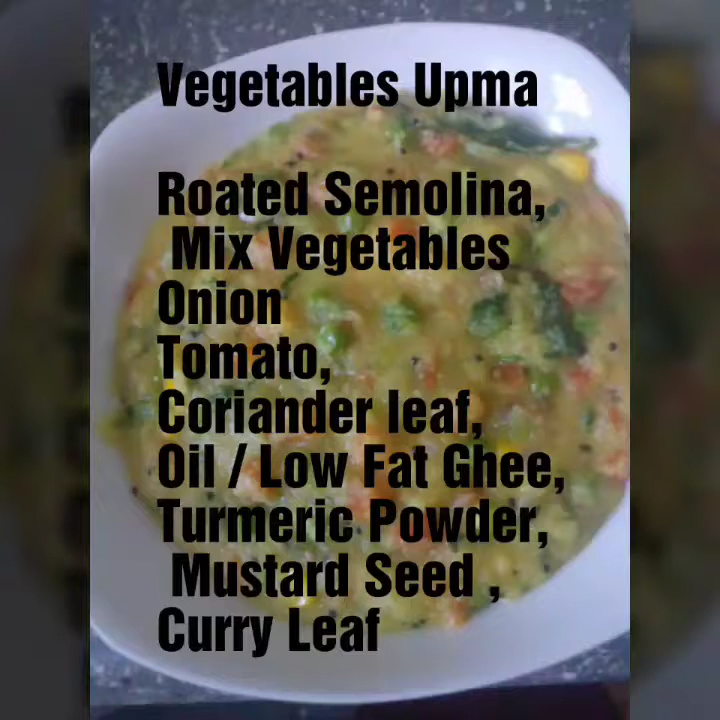 Vegetables Upma
Roated Semolina,
Mix Vegetables
Onion
Tomato,
Coriander leaf,
Oil / Low Fat Ghee,
Turmeric Powder,
Mustard Seed ,
Curry Leaf